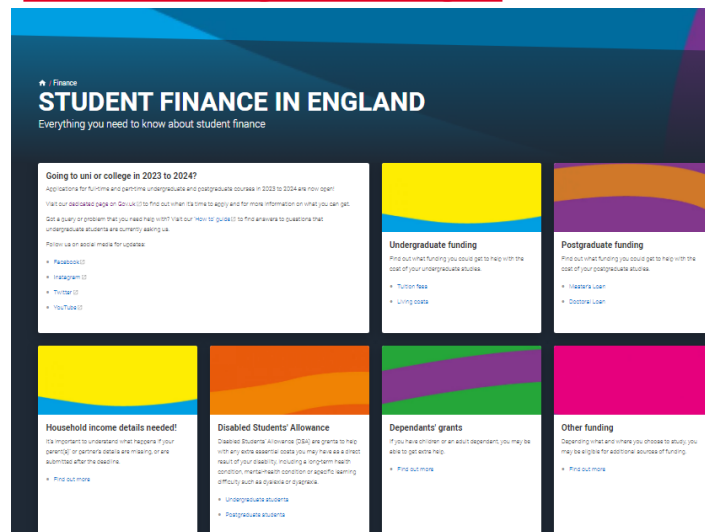 / Finance
STUDENT FINANCE IN ENGLAND
Everything you need to know about student finance
Going to uni or college in 2023 to 2024?
Applications for full-time and part-time undergraduate and postgraduate courses in 2023 to 2024 are now open!
Visit our dedicated page on Gov.uk to find out when it's time to apply and for more information on what you can get.
Got a query or problem that you need help with? Visit our 'How to' guide to find answers to questions that
undergraduate students are currently asking us.
Follow us on social media for updates:
Facebook
Instagram
Twitter
YouTube
Undergraduate funding
Find out what funding you could get to help with the
cost of your undergraduate studies.
Tuition fees
Living costs
Postgraduate funding
Find out what funding you could get to help with the
cost of your postgraduate studies.
Masters Loan
Doctoral Loan
Household income details needed!
It's important to understand what happens if your
parent(s)' or partner's details are missing, or are
submitted after the deadline.
Find out more
Disabled Students' Allowance
Disabled Students' Allowance (DSA) are grants to help
with any extra essential costs you may have as a direct
result of your disability, including a long-term health
condition, mental-health condition or specific learning
difficulty such as dyslexia or dyspraxia.
Undergraduate students
Postgraduate students
Dependants' grants
If you have children or an adult dependent, you may be
able to get extra help.
Find out more
Other funding
Depending what and where you choose to study, you
may be eligible for additional sources of funding.
Find out more